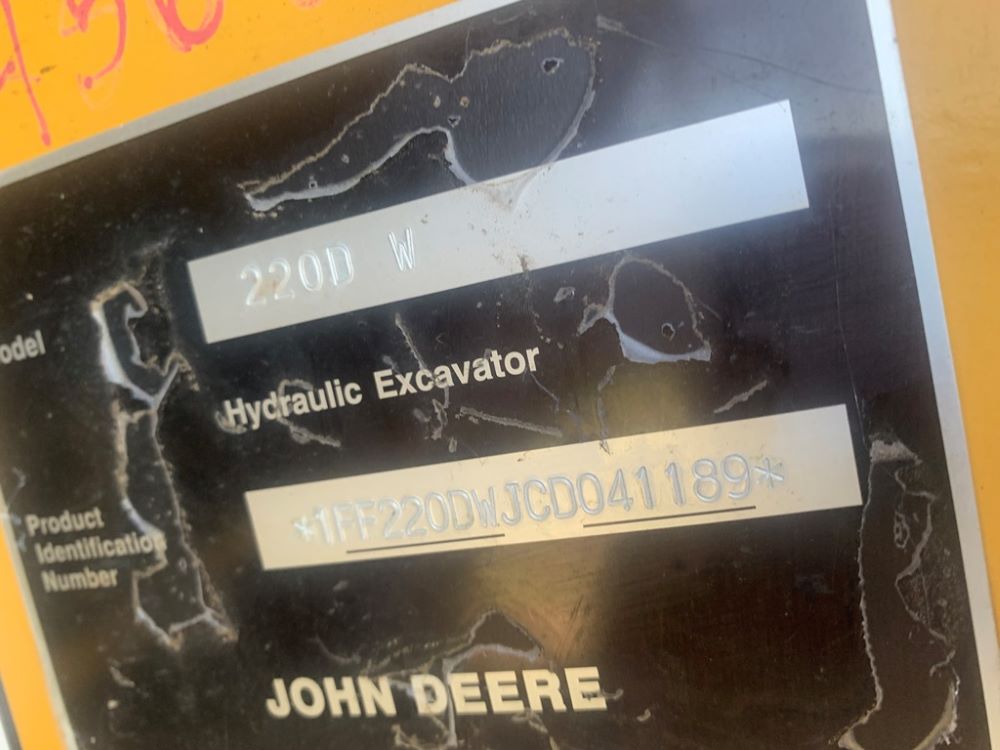 220D W
odel
Hydraulic Excavator
*1FF220DWJCD041189*
Product
Identification
Number
JOHN DEERE